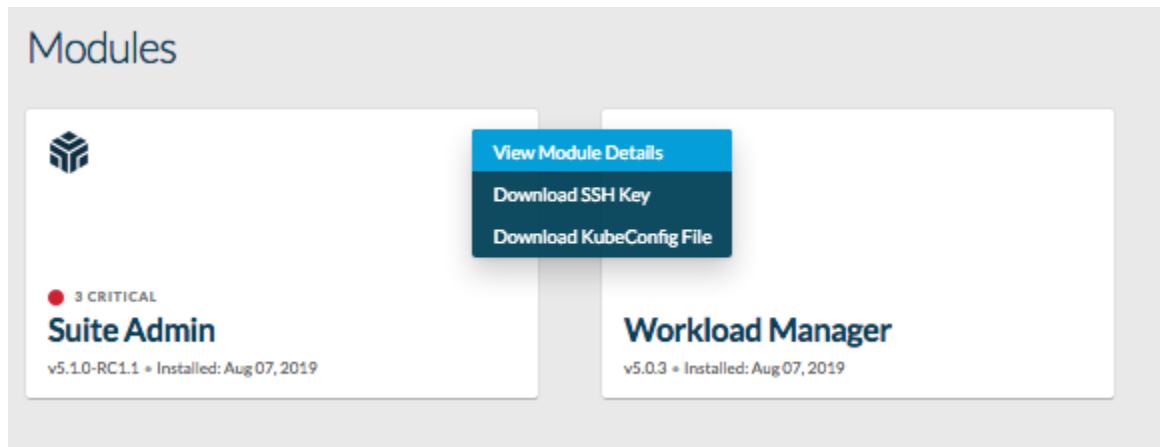 Modules
View Module Details
Download SSH Key
Download KubeConfig File
3 CRITICAL
Suite Admin
v5.1.0-RC1.1 • Installed: Aug 07, 2019
Workload Manager
v5.0.3 • Installed: Aug 07, 2019